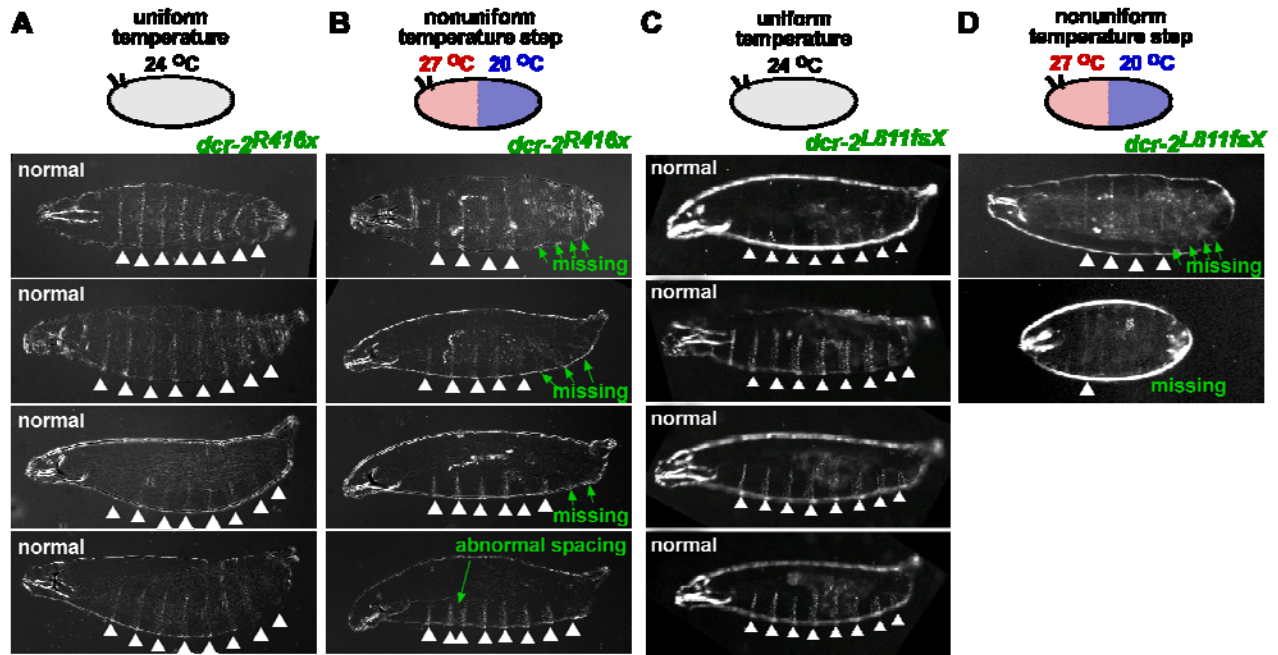 A
uniform
temperature
24 °C
dcr-2R416x
normal
normal
normal
normal
B
nonuniform
temperature step
27 °C 20 °C
dcr-2R416x
missing
missing
missing
abnormal spacing
C
uniform
temperature
24 °C
dcr-2L811fsX
normal
normal
normal
normal
D
nonuniform
temperature step
27 °C 20 °C
dcr-2L811fsX
missing
missing